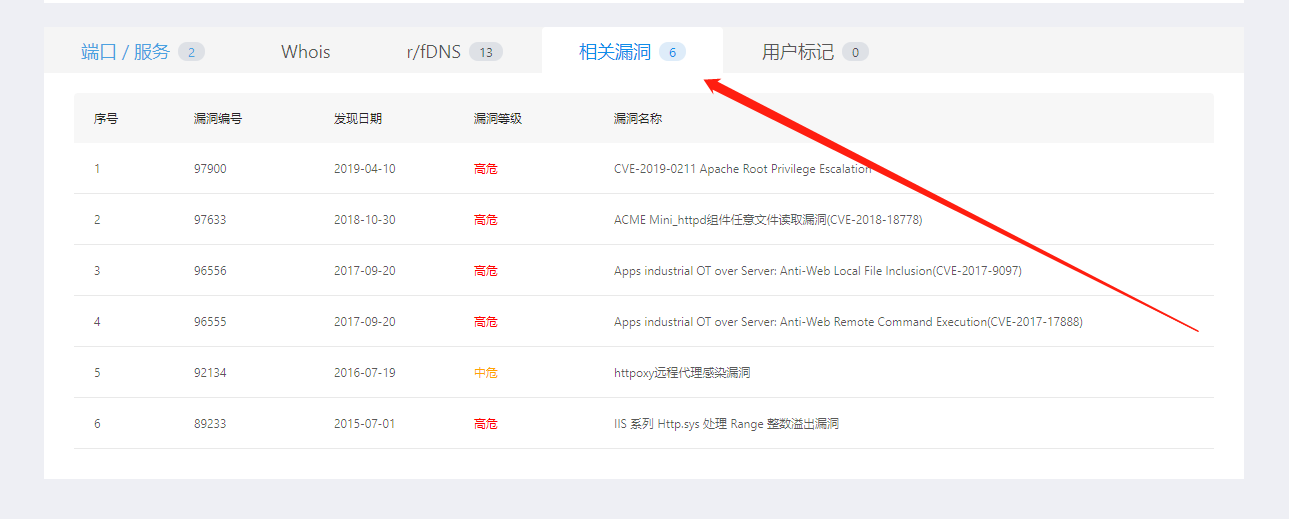 端口 / 服务 2 Whois r/fDNS 13 相关漏洞 6 用户标记 0
序号 漏洞编号 发现日期 漏洞等级 漏洞名称
1 97900 2019-04-10 高危 CVE-2019-0211 Apache Root Privilege Escalation
2 97633 2018-10-30 高危 ACME Mini_httpd组件任意文件读取漏洞(CVE-2018-18778)
3 96556 2017-09-20 高危 Apps industrial OT over Server: Anti-Web Local File Inclusion(CVE-2017-9097)
4 96555 2017-09-20 高危 Apps industrial OT over Server: Anti-Web Remote Command Execution(CVE-2017-17888)
5 92134 2016-07-19 中危 httpoxy远程代理感染漏洞
6 89233 2015-07-01 高危 IIS 系列 Http.sys 处理 Range 整数溢出漏洞